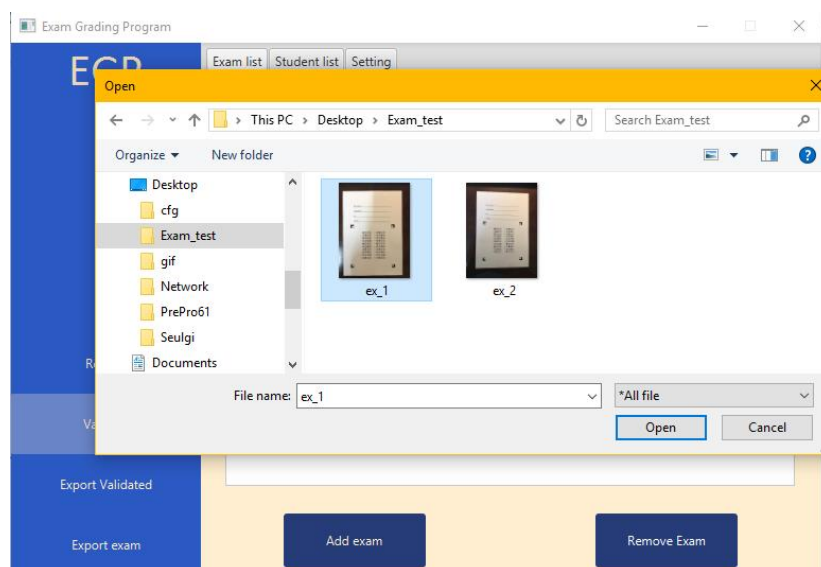 Exam Grading Program
Exam list Student list Setting
Open
This PC > Desktop > Exam_test
Search Exam_test
Organize
New folder
Desktop
cfg
Exam_test
gif
Network
PrePro61
Seulgi
Documents
ex_1
ex_2
File name: ex_1
*All file
Open
Cancel
Export Validated
Export exam
Add exam
Remove Exam